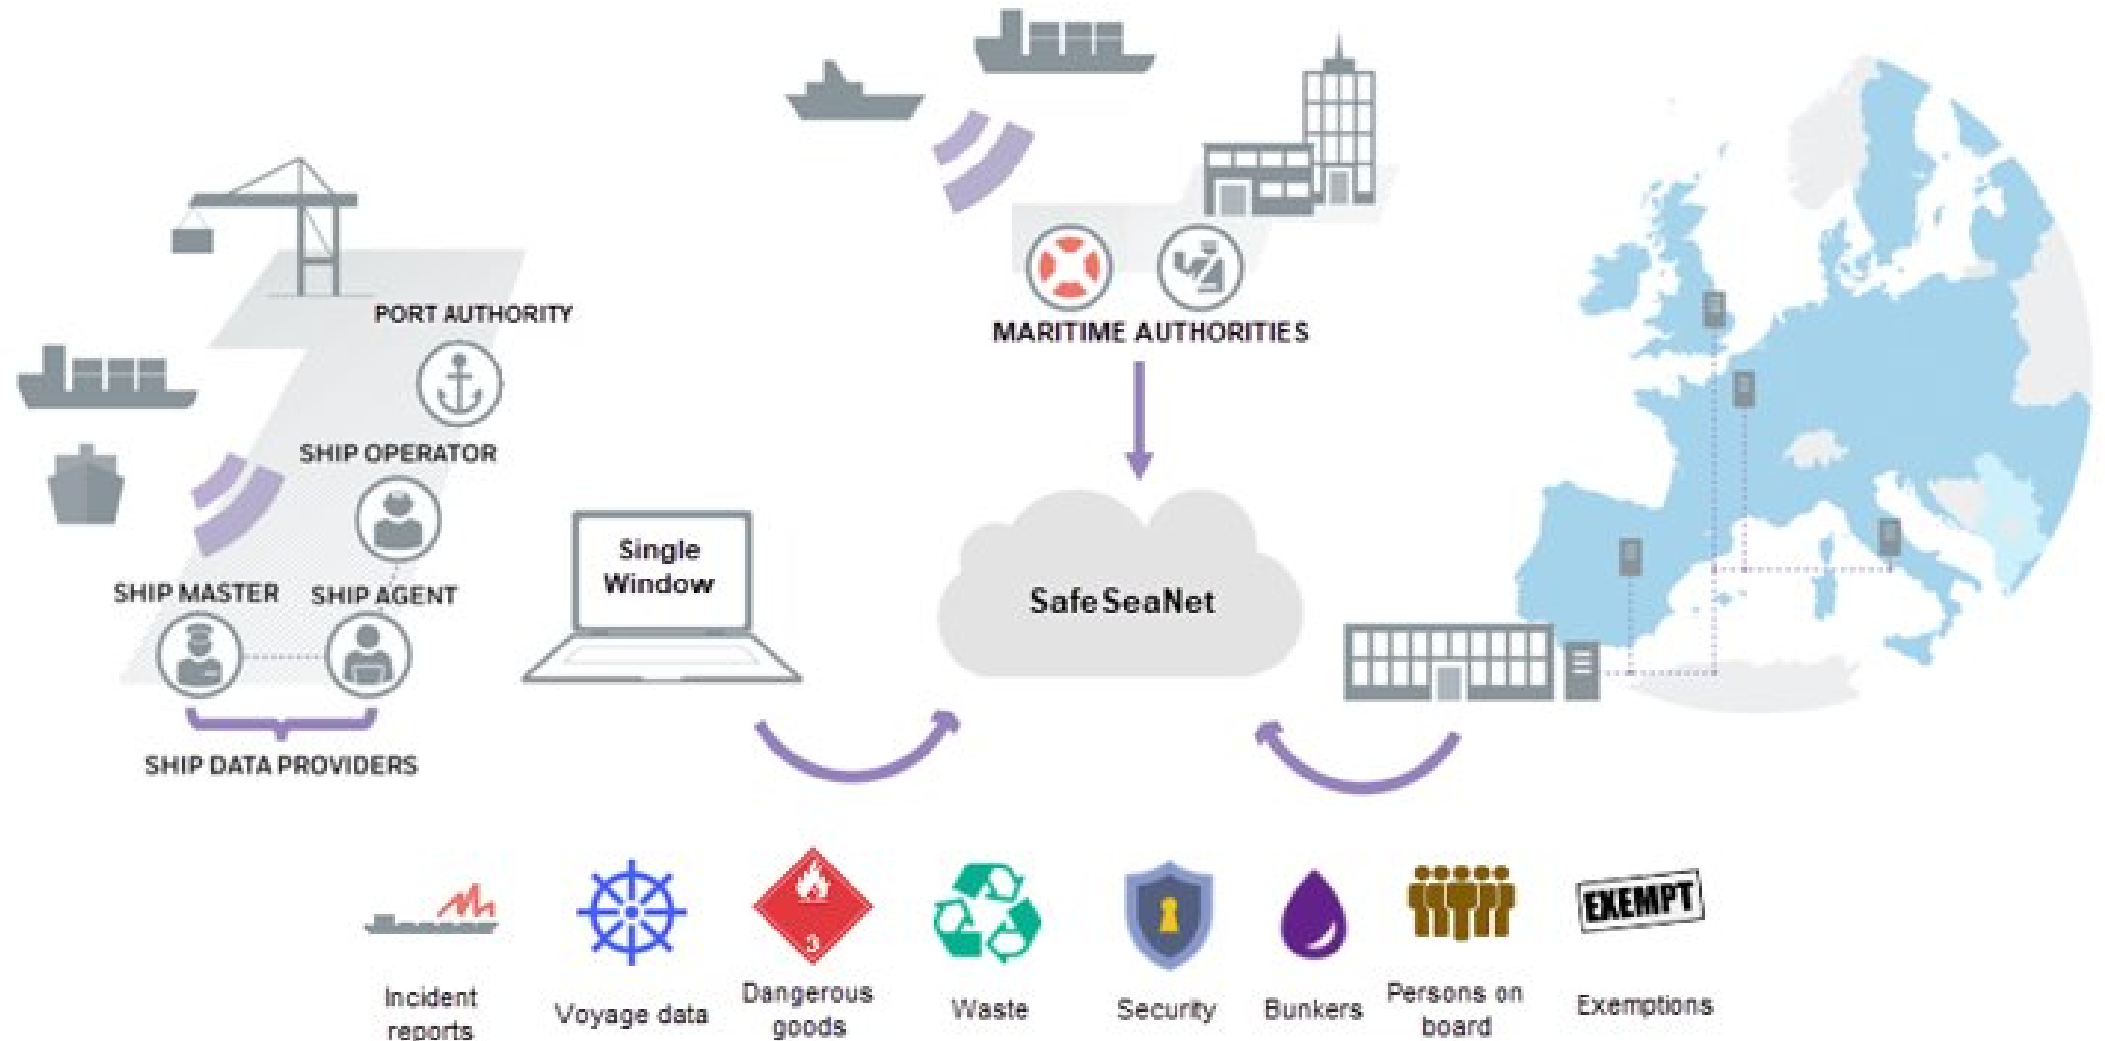 PORT AUTHORITY
SHIP OPERATOR
SHIP MASTER
SHIP AGENT
SHIP DATA PROVIDERS
Single
Window
MARITIME AUTHORITIES
SafeSeaNet
3
EXEMPT
Incident
reports
Voyage data
Dangerous
goods
Waste
Security
Bunkers
Persons on
board
Exemptions